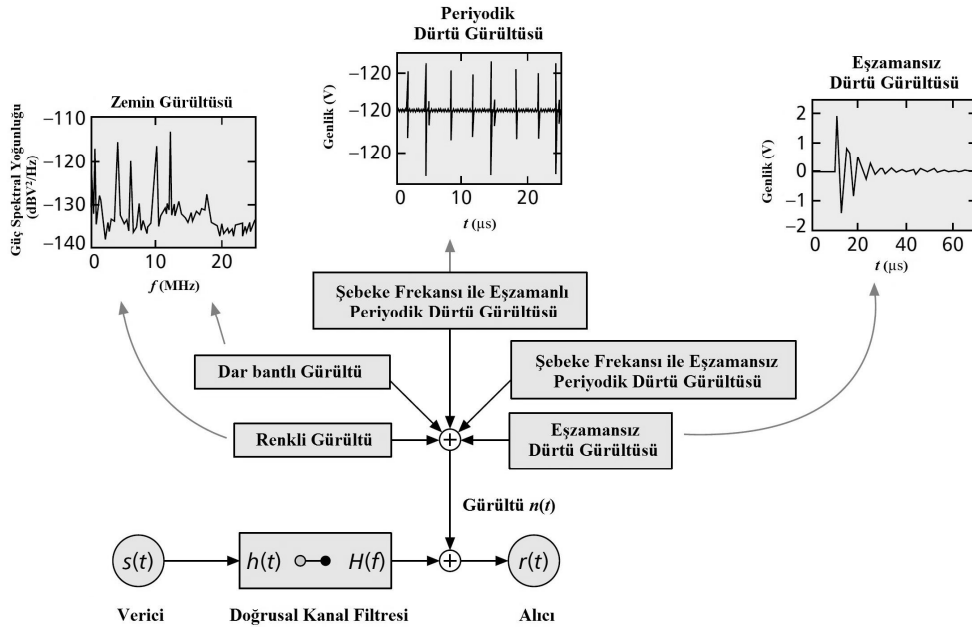 Periyodik
Dürtü Gürültüsü
−120
−120
−120
Genlik (V)
0
5
10
15
20
t (µs)
Zemin Gürültüsü
−110
−120
−130
−140
Güç Spektral Yoğunluğu
(dBV²/Hz)
0
10
20
f (MHz)
Eşzamansız
Dürtü Gürültüsü
2
1
0
-1
−2
Genlik (V)
0
20
40
60
t (µs)
Şebeke Frekansı ile Eşzamanlı
Periyodik Dürtü Gürültüsü
Dar bantlı Gürültü
Şebeke Frekansı ile Eşzamansız
Periyodik Dürtü Gürültüsü
Renkli Gürültü
Eşzamansız
Dürtü Gürültüsü
+
Gürültü n(t)
s(t)
h(t) H(f)
+
r(t)
Verici
Doğrusal Kanal Filtresi
Alıcı